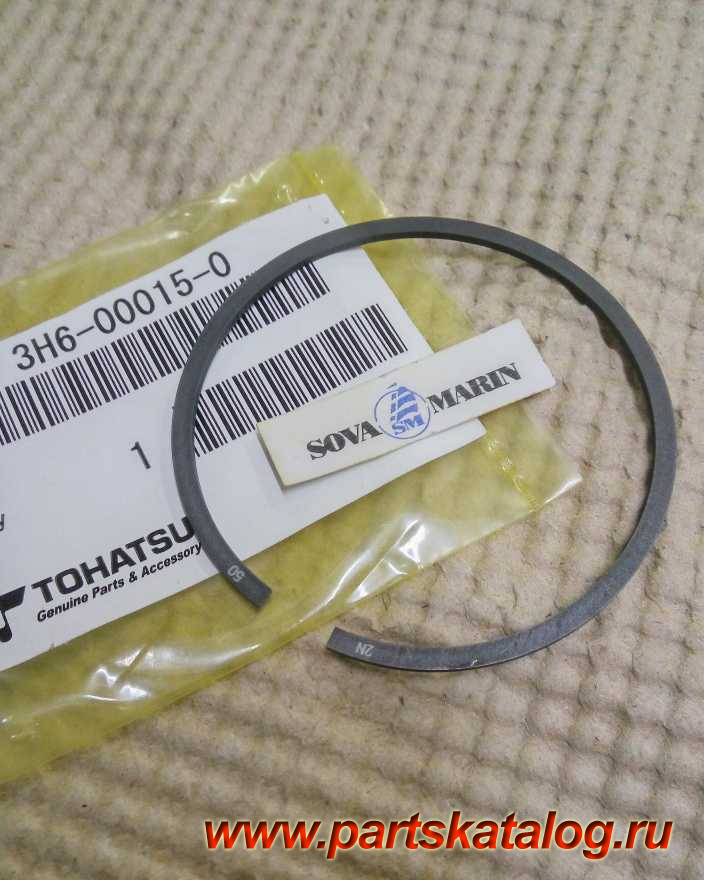 3H6-00015-0
1
y
TOHATSU
Genuine Parts & Accessory
SOVA SM MARIN
50
2N
www.partskatalog.ru